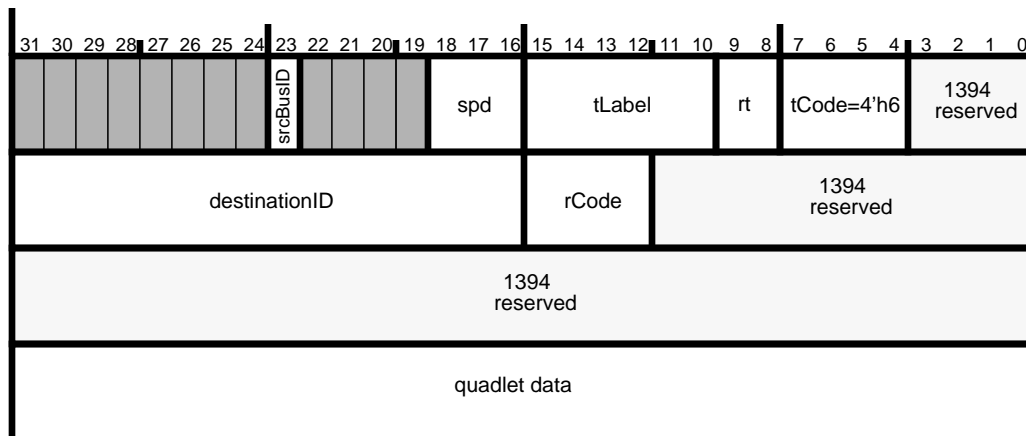 31 30 29 28 27 26 25 24 23 22 21 20 19 18 17 16 15 14 13 12 11 10 9 8 7 6 5 4 3 2 1 0
srcBusID spd tLabel rt tCode=4'h6 1394
reserved
destinationID rCode 1394
reserved
1394
reserved
quadlet data